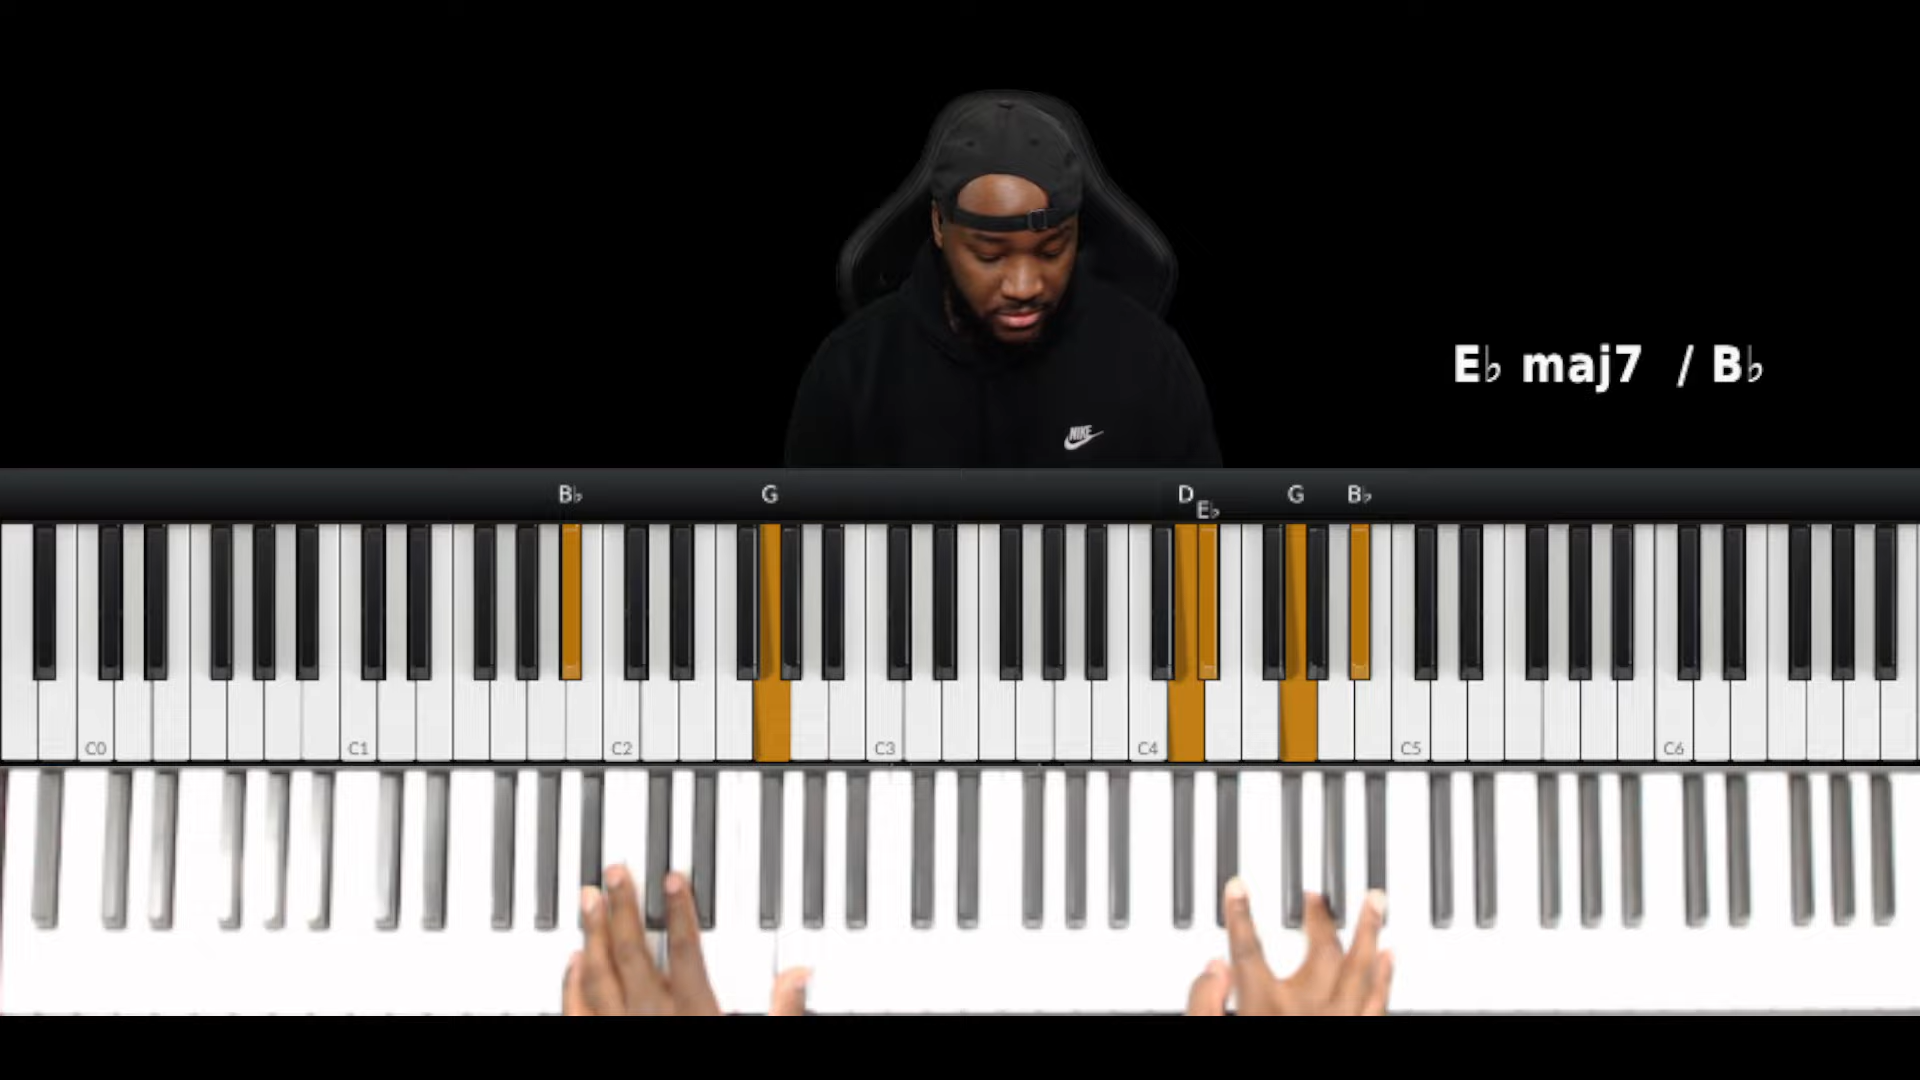 NIKE
E♭ maj7 / B♭
B♭ G D E♭ G B♭
C0 C1 C2 C3 C4 C5 C6